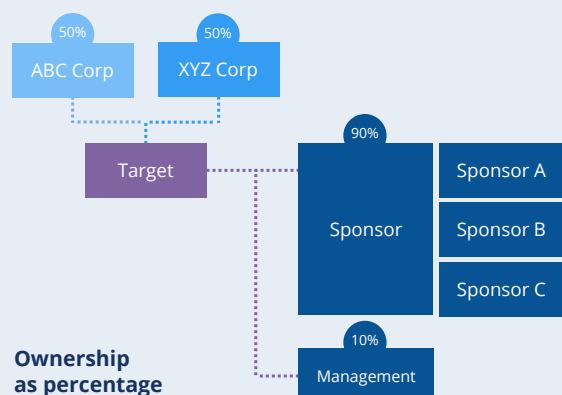 50%
50%
ABC Corp
XYZ Corp
90%
Target
Sponsor
Sponsor A
Sponsor B
Sponsor C
10%
Management
Ownership
as percentage